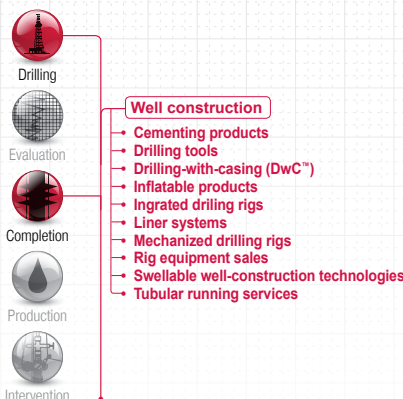 Drilling
Evaluation
Completion
Production
Intervention
Well construction
Cementing products
Drilling tools
Drilling-with-casing (DwC™)
Inflatable products
Ingrated driling rigs
Liner systems
Mechanized drilling rigs
Rig equipment sales
Swellable well-construction technologies
Tubular running services